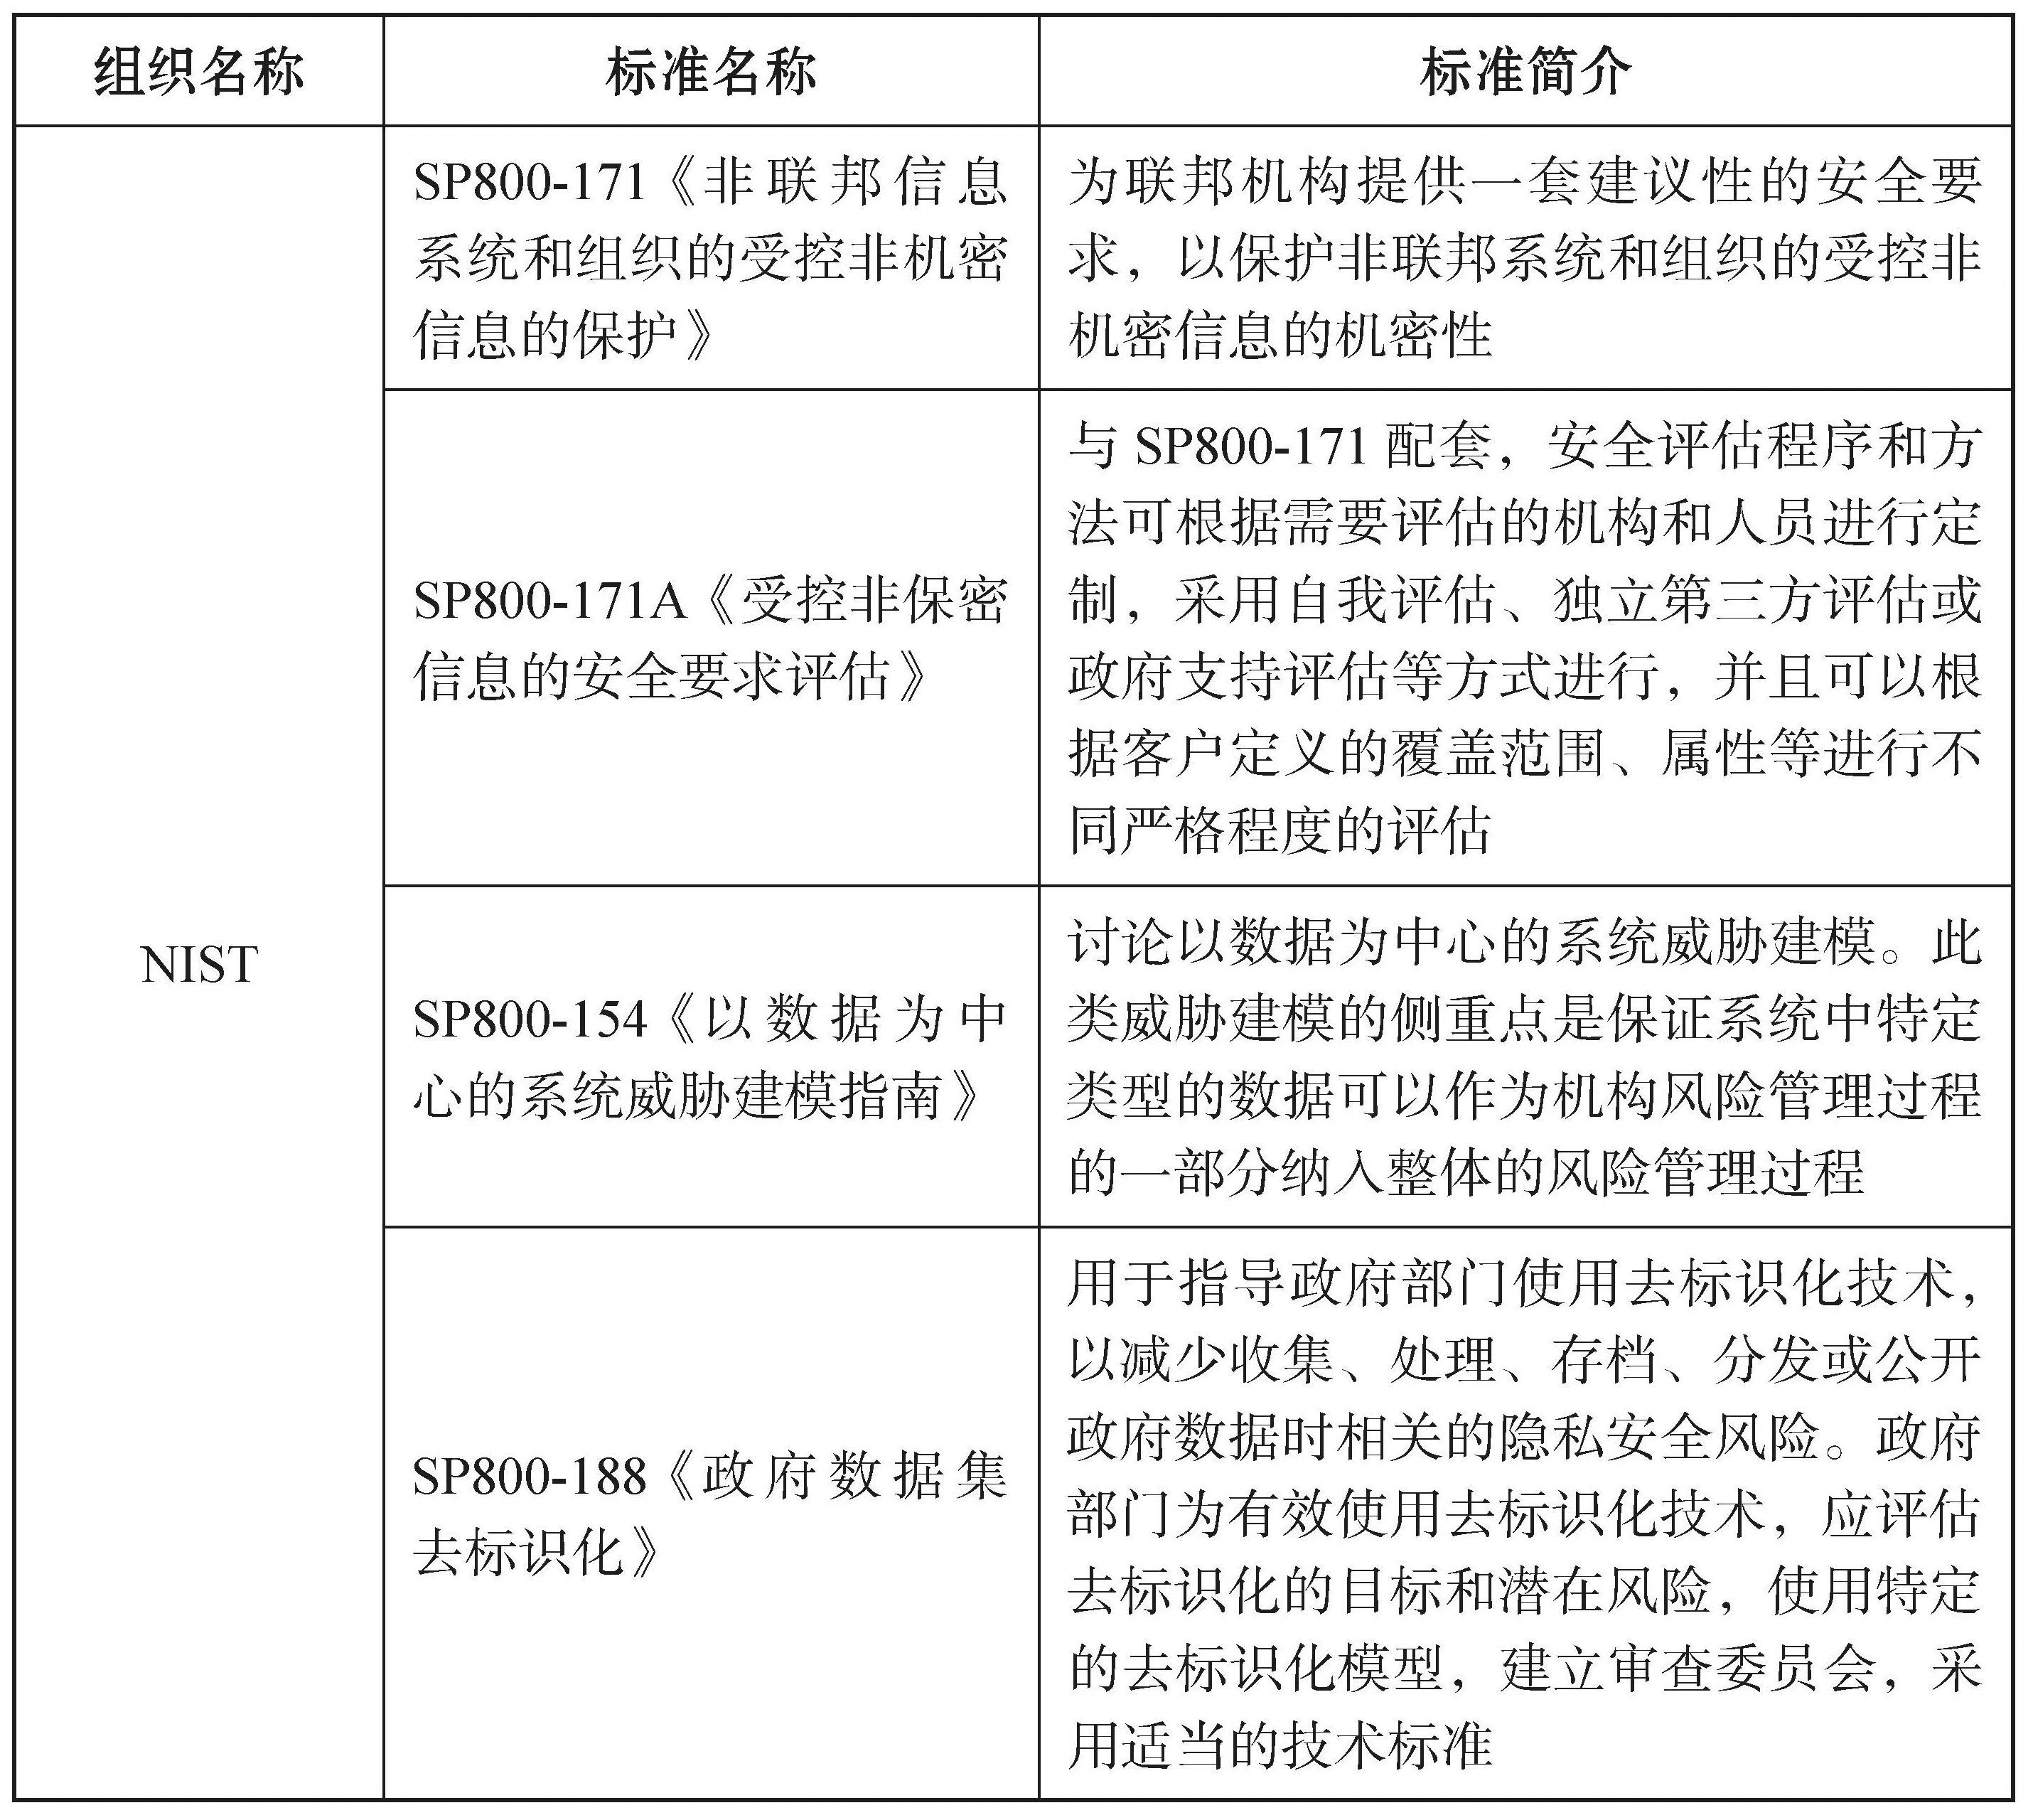 组织名称
标准名称
标准简介
NIST
SP800-171《非联邦信息
系统和组织的受控非机密
信息的保护》
为联邦机构提供一套建议性的安全要
求，以保护非联邦系统和组织的受控非
机密信息的机密性
SP800-171A《受控非保密
信息的安全要求评估》
与 SP800-171 配套，安全评估程序和方
法可根据需要评估的机构和人员进行定
制，采用自我评估、独立第三方评估或
政府支持评估等方式进行，并且可以根
据客户定义的覆盖范围、属性等进行不
同严格程度的评估
SP800-154《以数据为中
心的系统威胁建模指南》
讨论以数据为中心的系统威胁建模。此
类威胁建模的侧重点是保证系统中特定
类型的数据可以作为机构风险管理过程
的一部分纳入整体的风险管理过程
SP800-188《政府数据集
去标识化》
用于指导政府部门使用去标识化技术，
以减少收集、处理、存档、分发或公开
政府数据时相关的隐私安全风险。政府
部门为有效使用去标识化技术，应评估
去标识化的目标和潜在风险，使用特定
的去标识化模型，建立审查委员会，采
用适当的技术标准